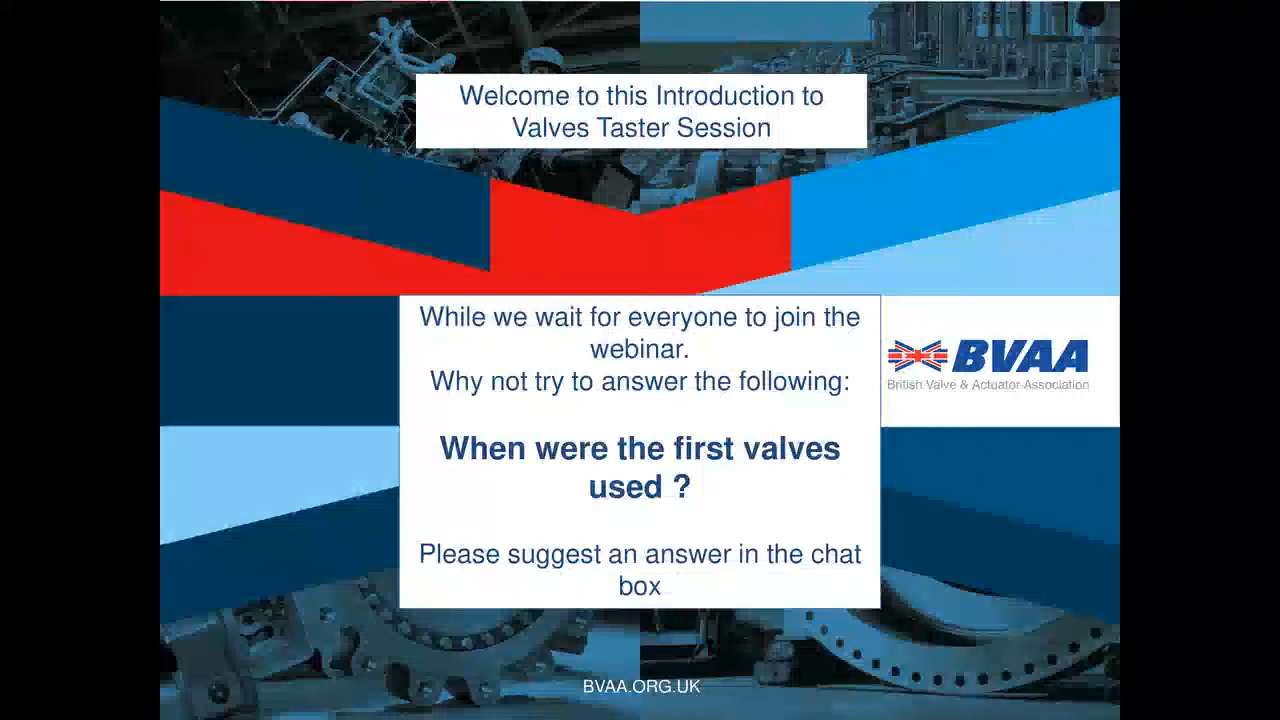 Welcome to this Introduction to
Valves Taster Session
While we wait for everyone to join the
webinar.
Why not try to answer the following:
When were the first valves
used ?
Please suggest an answer in the chat
box
BVAA
British Valve & Actuator Association
BVAA.ORG.UK